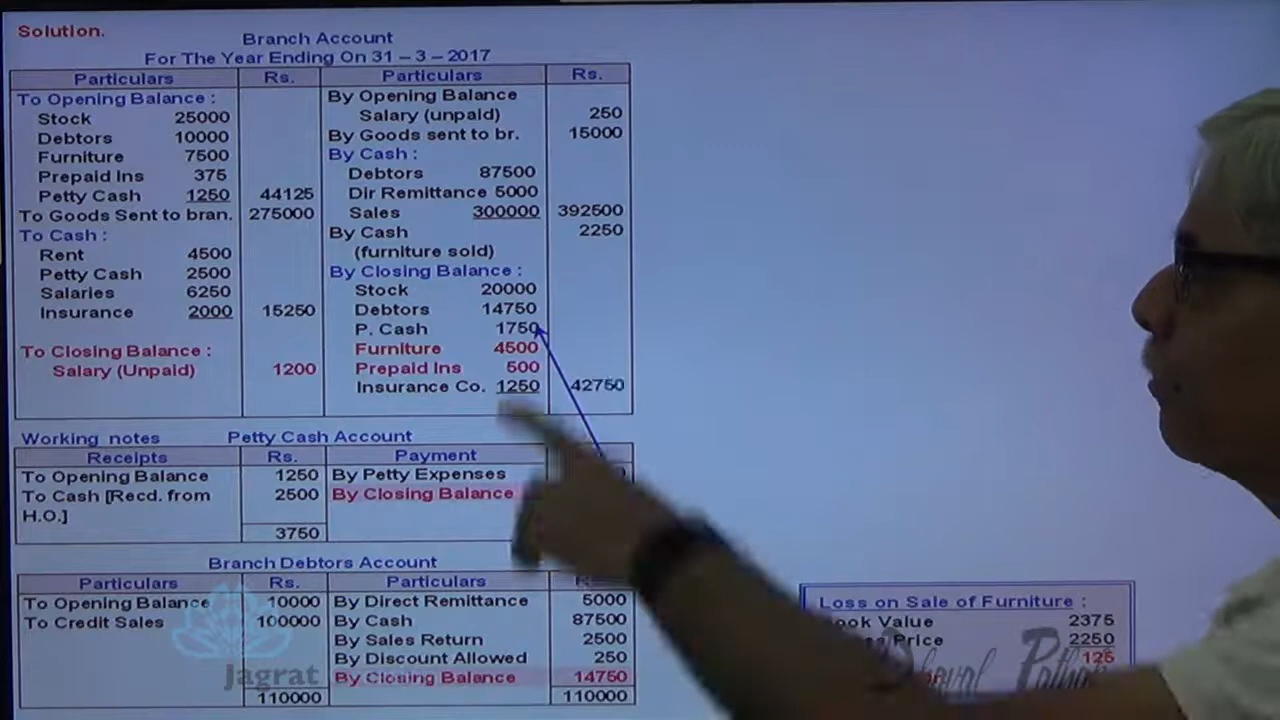 Solution.
Branch Account
For The Year Ending On 31 – 3 – 2017
Particulars Rs. Particulars Rs.
To Opening Balance : By Opening Balance
Stock 25000 Salary (unpaid) 250
Debtors 10000 By Goods sent to br. 15000
Furniture 7500 By Cash :
Prepaid Ins 375 Debtors 87500
Petty Cash 1250 44125 Dir Remittance 5000
To Goods Sent to bran. 275000 Sales 300000 392500
To Cash : By Cash 2250
Rent 4500 (furniture sold)
Petty Cash 2500 By Closing Balance :
Salaries 6250 Stock 20000
Insurance 2000 15250 Debtors 14750
P. Cash 1750
To Closing Balance : Furniture 4500
Salary (Unpaid) 1200 Prepaid Ins 500
Insurance Co. 1250 42750
Working notes Petty Cash Account
Receipts Rs. Payment
To Opening Balance 1250 By Petty Expenses
To Cash [Recd. from 2500 By Closing Balance
H.O.]
3750
Branch Debtors Account
Particulars Rs. Particulars
To Opening Balance 10000 By Direct Remittance 5000
To Credit Sales 100000 By Cash 87500
By Sales Return 2500
By Discount Allowed 250
By Closing Balance 14750
110000 110000
Loss on Sale of Furniture :
Value 2375
Price 2250
125
Jagrat